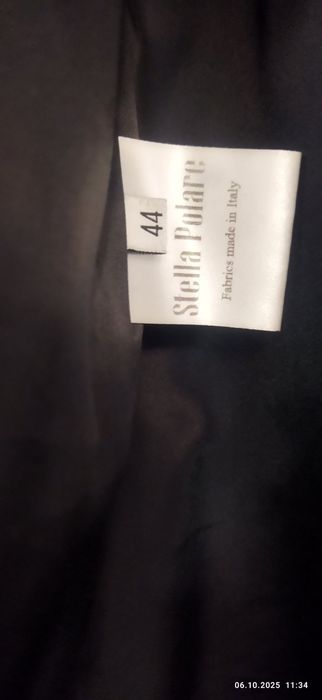 44
Stella Polare
Fabrics made in Italy
06.10.2025 11:34